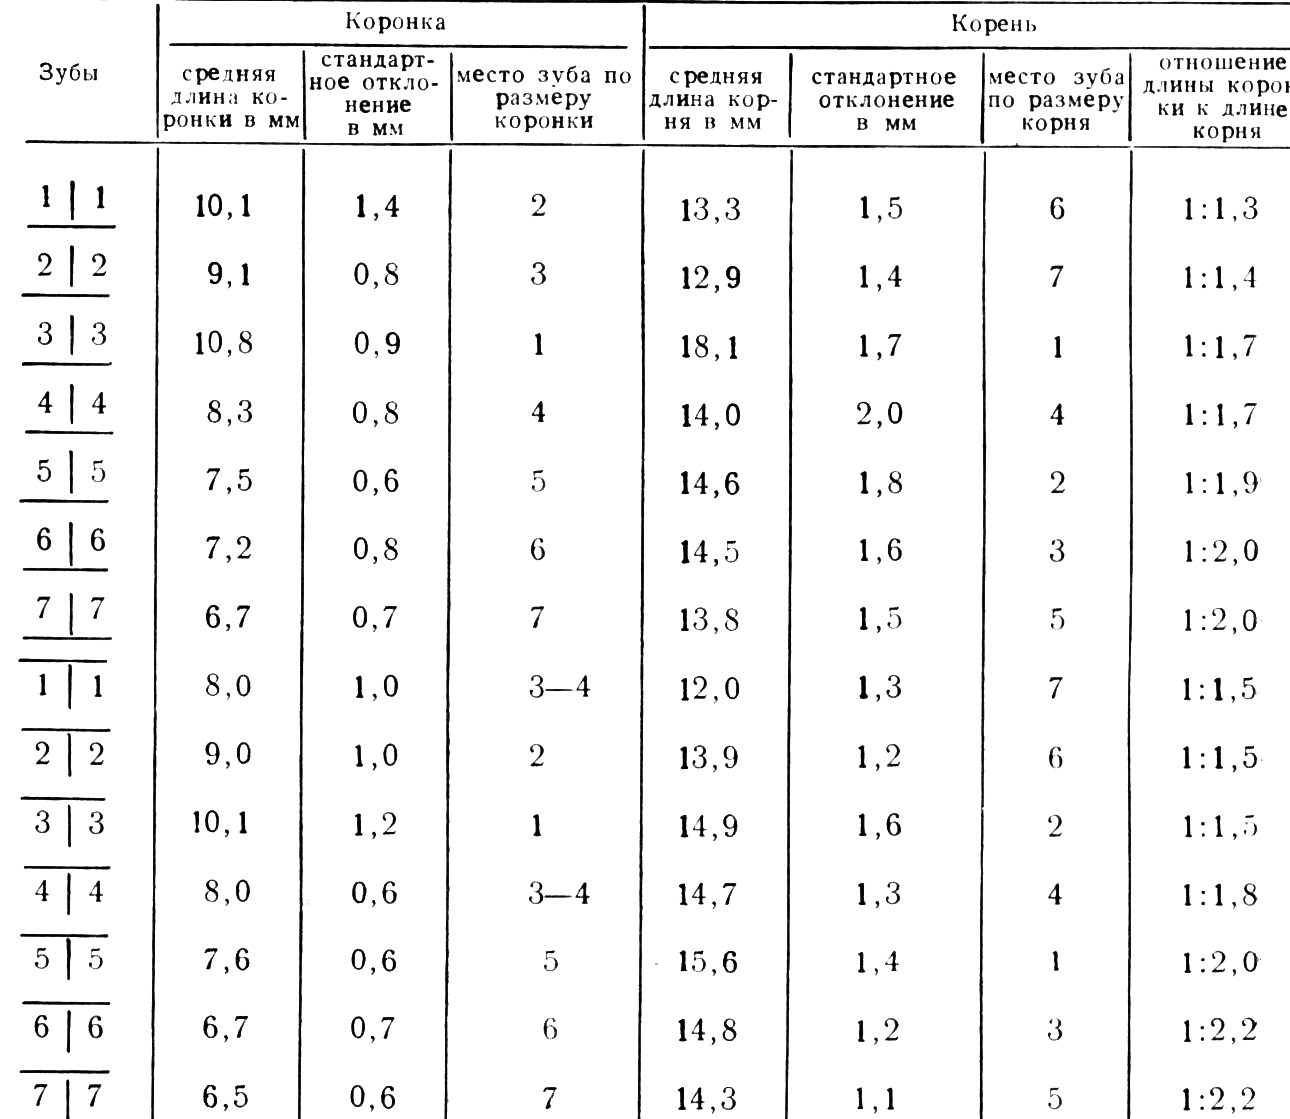 Зубы Коронка Корень
средняя длина ко- ронки в мм стандарт- ное откло- нение в мм место зуба по размеру коронки средняя длина кор- ня в мм стандартное отклонение в мм место зуба по размеру корня отношение длины корон ки к длине корня
1 | 1 10,1 1,4 2 13,3 1,5 6 1:1,3
2 | 2 9,1 0,8 3 12,9 1,4 7 1:1,4
3 | 3 10,8 0,9 1 18,1 1,7 1 1:1,7
4 | 4 8,3 0,8 4 14,0 2,0 4 1:1,7
5 | 5 7,5 0,6 5 14,6 1,8 2 1:1,9
6 | 6 7,2 0,8 6 14,5 1,6 3 1:2,0
7 | 7 6,7 0,7 7 13,8 1,5 5 1:2,0
1 | 1 8,0 1,0 3—4 12,0 1,3 7 1:1,5
2 | 2 9,0 1,0 2 13,9 1,2 6 1:1,5
3 | 3 10,1 1,2 1 14,9 1,6 2 1:1,5
4 | 4 8,0 0,6 3—4 14,7 1,3 4 1:1,8
5 | 5 7,6 0,6 5 15,6 1,4 1 1:2,0
6 | 6 6,7 0,7 6 14,8 1,2 3 1:2,2
7 | 7 6,5 0,6 7 14,3 1,1 5 1:2,2